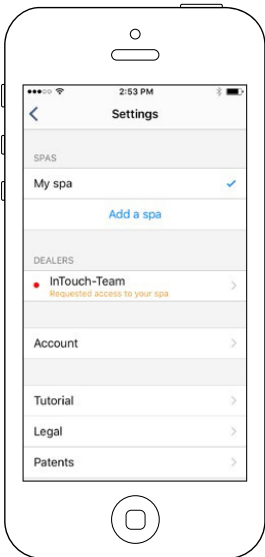 2:53 PM
Settings
SPAS
My spa
Add a spa
DEALERS
InTouch-Team
Requested access to your spa
Account
Tutorial
Legal
Patents